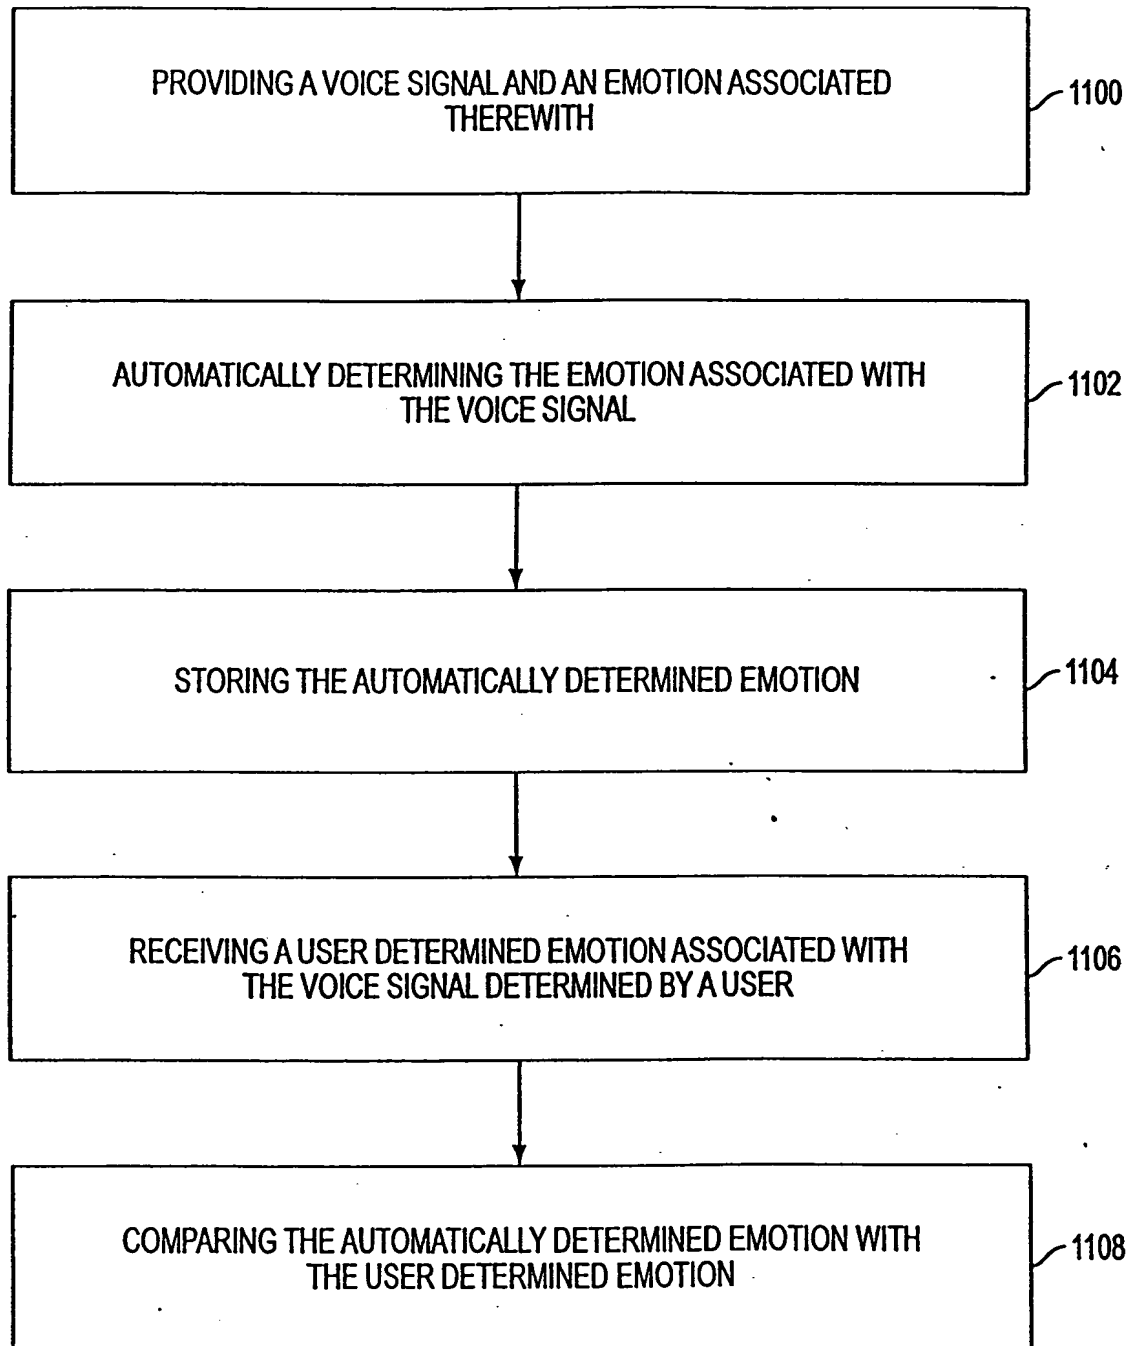 PROVIDING A VOICE SIGNAL AND AN EMOTION ASSOCIATED
THEREWITH
1100
AUTOMATICALLY DETERMINING THE EMOTION ASSOCIATED WITH
THE VOICE SIGNAL
1102
STORING THE AUTOMATICALLY DETERMINED EMOTION
1104
RECEIVING A USER DETERMINED EMOTION ASSOCIATED WITH
THE VOICE SIGNAL DETERMINED BY A USER
1106
COMPARING THE AUTOMATICALLY DETERMINED EMOTION WITH
THE USER DETERMINED EMOTION
1108